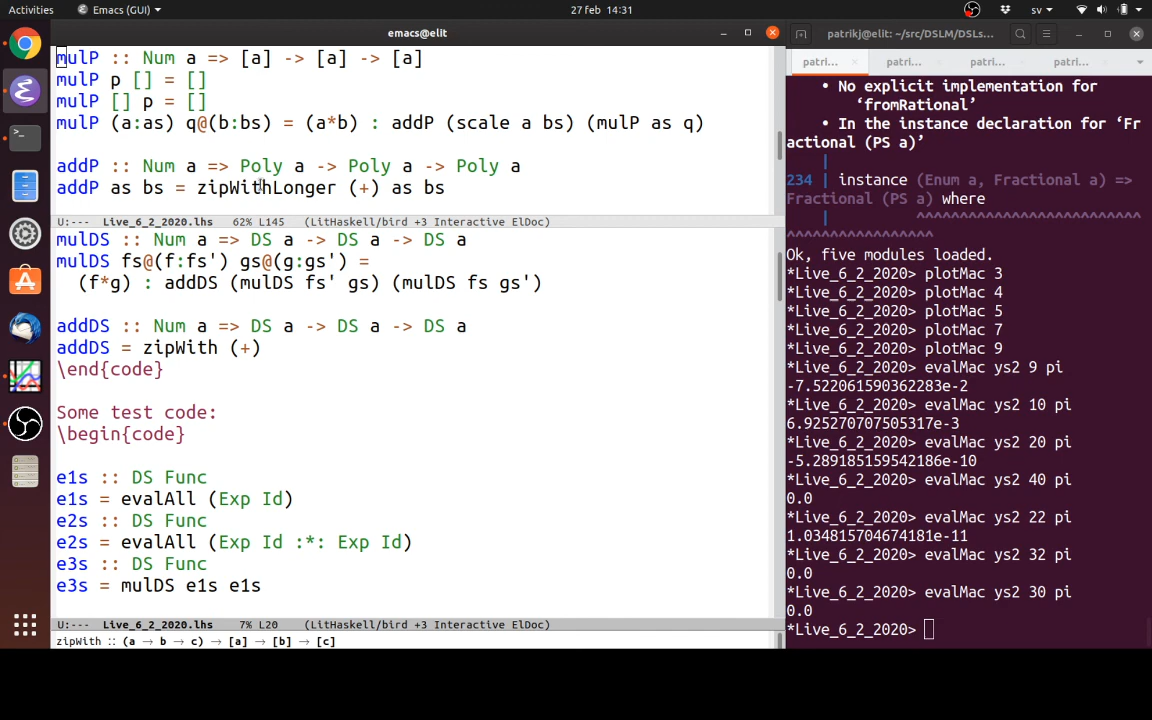 Activities
Emacs (GUI)
27 feb 14:31
sv
emacs@elit
mulP :: Num a => [a] -> [a] -> [a]
mulP p [] = []
mulP [] p = []
mulP (a:as) q@(b:bs) = (a*b) : addP (scale a bs) (mulP as q)
addP :: Num a => Poly a -> Poly a -> Poly a
addP as bs = zipWithLonger (+) as bs
U:--- Live_6_2_2020.lhs 62% L145 (LitHaskell/bird +3 Interactive ElDoc)
mulDS :: Num a => DS a -> DS a -> DS a
mulDS fs@(f:fs') gs@(g:gs') =
(f*g) : addDS (mulDS fs' gs) (mulDS fs gs')
addDS :: Num a => DS a -> DS a -> DS a
addDS = zipWith (+)
\end{code}
Some test code:
\begin{code}
e1s :: DS Func
e1s = evalAll (Exp Id)
e2s :: DS Func
e2s = evalAll (Exp Id :*: Exp Id)
e3s :: DS Func
e3s = mulDS e1s e1s
U:--- Live_6_2_2020.lhs 7% L20 (LitHaskell/bird +3 Interactive ElDoc)
zipWith :: (a → b → c) → [a] → [b] → [c]
patrikj@elit: ~/src/DSLM/DSLs...
patri... patri... patri... patri...
• No explicit implementation for
‘fromRational’
• In the instance declaration for ‘Fr
actional (PS a)’
|
234 | instance (Enum a, Fractional a) =>
Fractional (PS a) where
| ^^^^^^^^^^^^^^^^^^^^^^^^^^
^^^^^^^^^^^^^^^^^
Ok, five modules loaded.
*Live_6_2_2020> plotMac 3
*Live_6_2_2020> plotMac 4
*Live_6_2_2020> plotMac 5
*Live_6_2_2020> plotMac 7
*Live_6_2_2020> plotMac 9
*Live_6_2_2020> evalMac ys2 9 pi
-7.522061590362283e-2
*Live_6_2_2020> evalMac ys2 10 pi
6.925270707505317e-3
*Live_6_2_2020> evalMac ys2 20 pi
-5.289185159542186e-10
*Live_6_2_2020> evalMac ys2 40 pi
0.0
*Live_6_2_2020> evalMac ys2 22 pi
1.034815704674181e-11
*Live_6_2_2020> evalMac ys2 32 pi
0.0
*Live_6_2_2020> evalMac ys2 30 pi
0.0
*Live_6_2_2020>